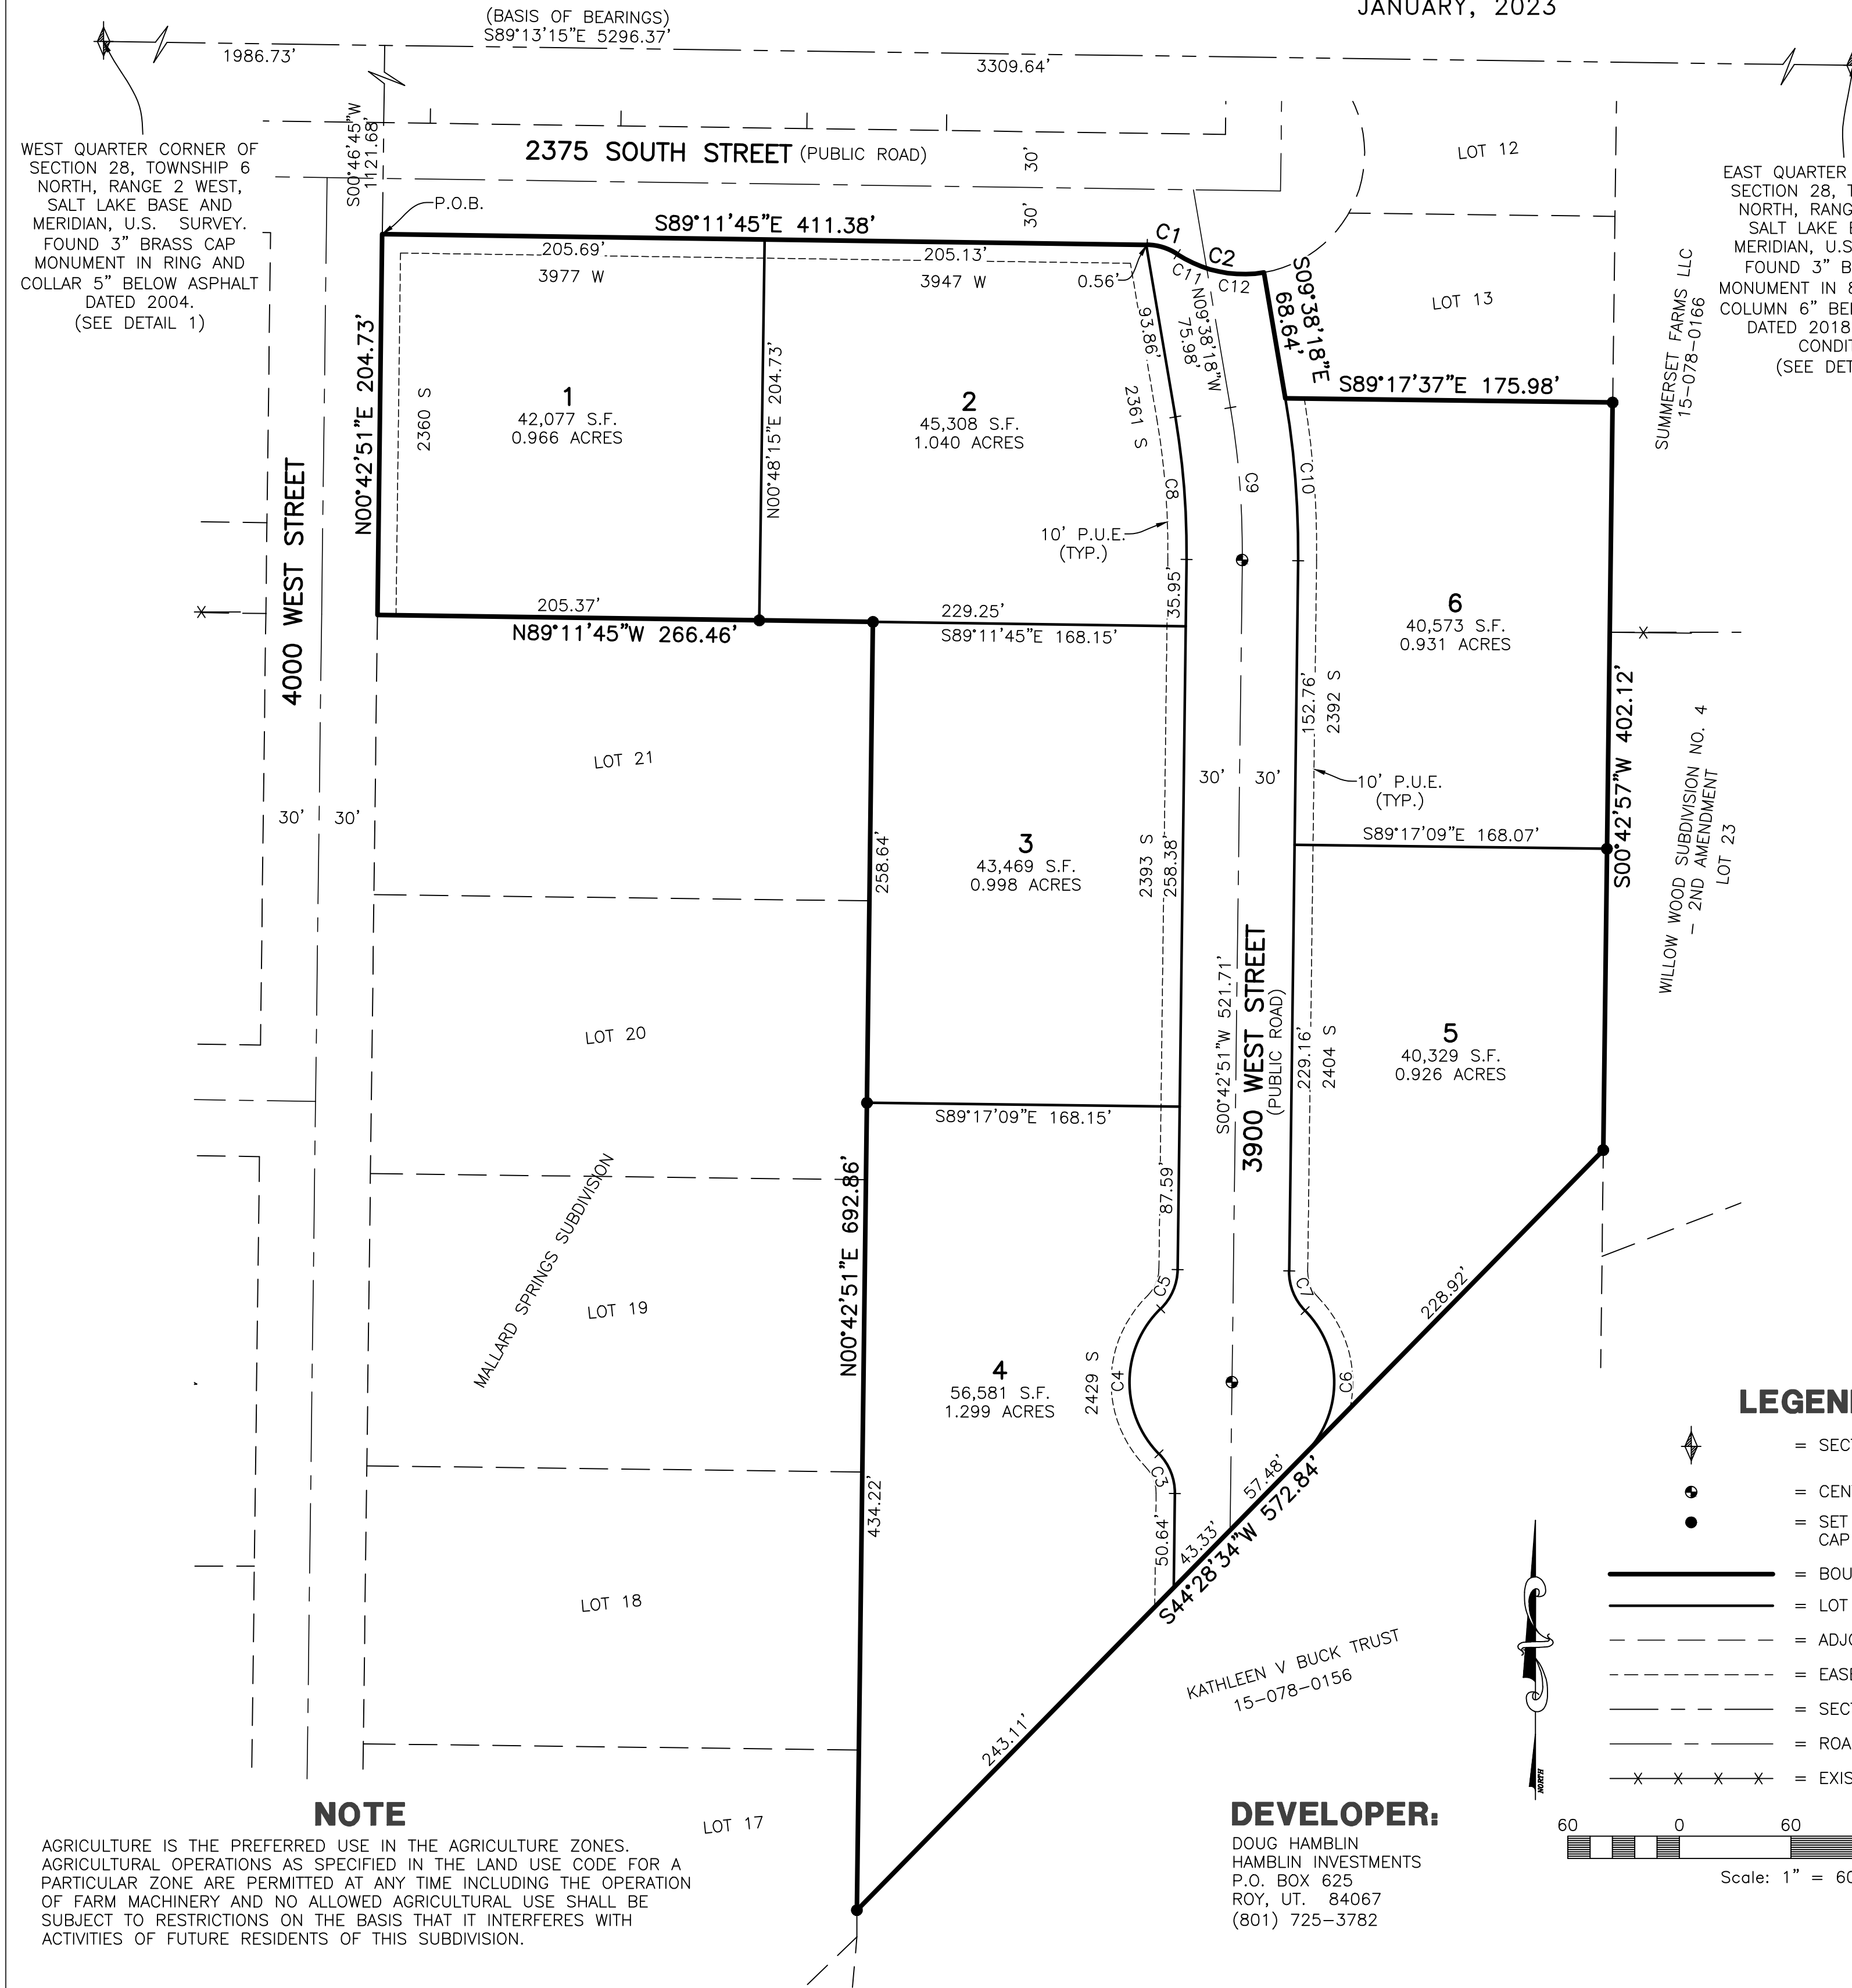 JANUARY, 2023
(BASIS OF BEARINGS)
S89°13'15"E 5296.37'
1986.73'
3309.64'
WEST QUARTER CORNER OF
SECTION 28, TOWNSHIP 6
NORTH, RANGE 2 WEST,
SALT LAKE BASE AND
MERIDIAN, U.S. SURVEY.
FOUND 3" BRASS CAP
MONUMENT IN RING AND
COLLAR 5" BELOW ASPHALT
DATED 2004.
(SEE DETAIL 1)
S00°46'45"W
1121.68'
2375 SOUTH STREET (PUBLIC ROAD)
30'
30'
P.O.B.
S89°11'45"E 411.38'
205.69'
3977 W
205.13'
3947 W
0.56'
C1
C2
C11
C12
LOT 12
LOT 13
EAST QUARTER
SECTION 28,
NORTH,
SALT LAKE
MERIDIAN, U.S.
FOUND 3"
MONUMENT IN
COLUMN 6"
DATED 2018
(SEE
SUMMERSET FARMS LLC
15-078-0166
S09°38'18"E
68.64'
N09°38'18"W
75.98'
93.86'
S89°17'37"E 175.98'
N00°42'51"E 204.73'
2360 S
1
42,077 S.F.
0.966 ACRES
N00°48'15"E 204.73'
2
45,308 S.F.
1.040 ACRES
2361 S
C8
C9
C10
10' P.U.E.
(TYP.)
35.95'
4000 WEST STREET
205.37'
N89°11'45"W 266.46'
229.25'
S89°11'45"E 168.15'
6
40,573 S.F.
0.931 ACRES
152.76'
2392 S
S00°42'57"W 402.12'
WILLOW WOOD SUBDIVISION NO. 4
- 2ND AMENDMENT
LOT 23
LOT 21
30'
30'
30'
30'
10' P.U.E.
(TYP.)
S89°17'09"E 168.07'
258.64'
3
43,469 S.F.
0.998 ACRES
2393 S
258.38'
LOT 20
S00°42'51"W 521.71'
3900 WEST STREET
(PUBLIC ROAD)
229.16'
2404 S
5
40,329 S.F.
0.926 ACRES
S89°17'09"E 168.15'
87.59'
N00°42'51"E 692.86'
MALLARD SPRINGS SUBDIVISION
LOT 19
C5
C7
228.92'
4
56,581 S.F.
1.299 ACRES
2429 S
C4
C6
C3
434.22'
50.64'
43.33'
57.48'
S44°28'34"W 572.84'
LOT 18
KATHLEEN V BUCK TRUST
15-078-0156
243.11'
LOT 17
= 
= 
= SET
CAP
= 
= LOT
= 
= 
= 
= 
= 
NORTH
60 0 60
Scale: 1" = 60
NOTE
AGRICULTURE IS THE PREFERRED USE IN THE AGRICULTURE ZONES.
AGRICULTURAL OPERATIONS AS SPECIFIED IN THE LAND USE CODE FOR A
PARTICULAR ZONE ARE PERMITTED AT ANY TIME INCLUDING THE OPERATION
OF FARM MACHINERY AND NO ALLOWED AGRICULTURAL USE SHALL BE
SUBJECT TO RESTRICTIONS ON THE BASIS THAT IT INTERFERES WITH
ACTIVITIES OF FUTURE RESIDENTS OF THIS SUBDIVISION.
DEVELOPER:
DOUG HAMBLIN
HAMBLIN INVESTMENTS
P.O. BOX 625
ROY, UT. 84067
(801) 725-3782